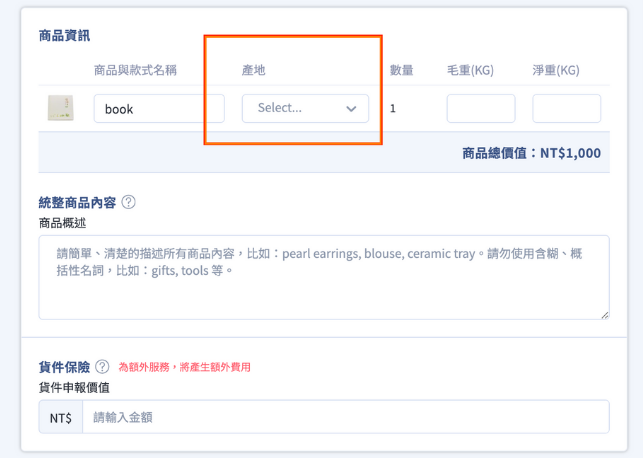 商品資訊
商品與款式名稱 產地 數量 毛重(KG) 淨重(KG)
book Select... 1
商品總價值：NT$1,000
統整商品內容 ?
商品概述
請簡單、清楚的描述所有商品內容，比如：pearl earrings, blouse, ceramic tray。請勿使用含糊、概
括性名詞，比如：gifts, tools 等。
貨件保險 ? 為額外服務，將產生額外費用
貨件申報價值
NT$ 請輸入金額